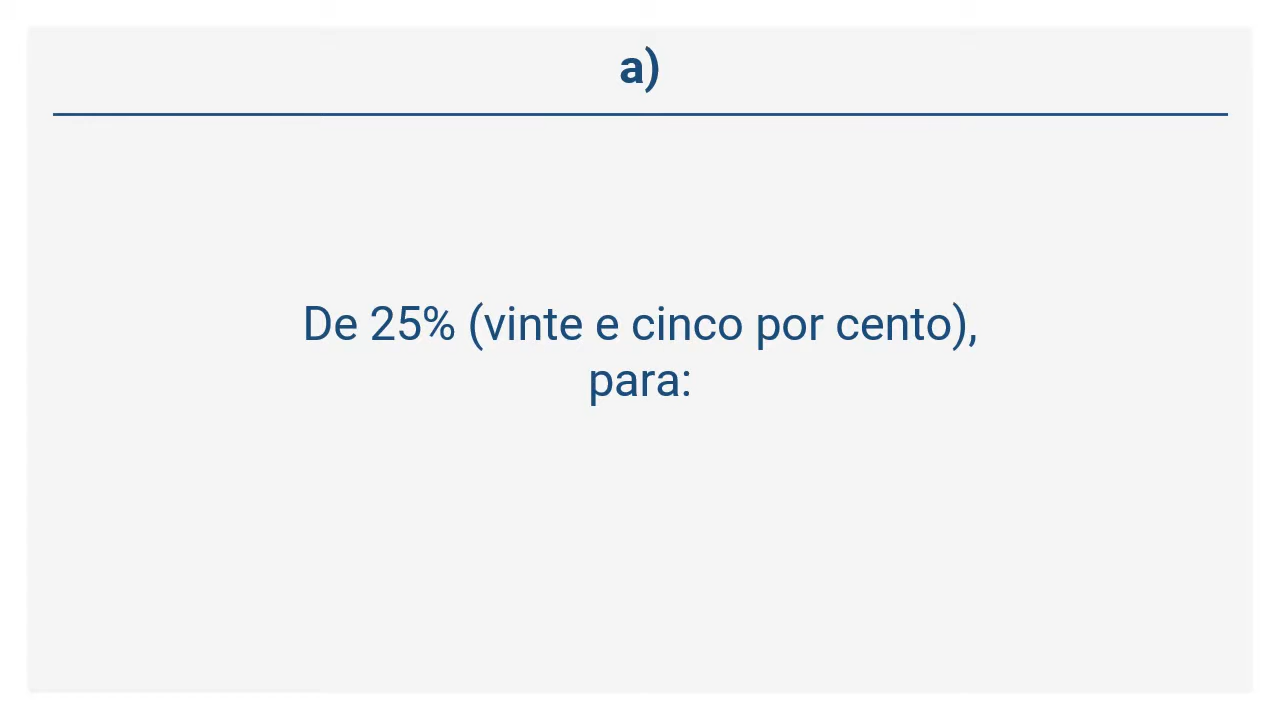 a)
De 25% (vinte e cinco por cento),
para: